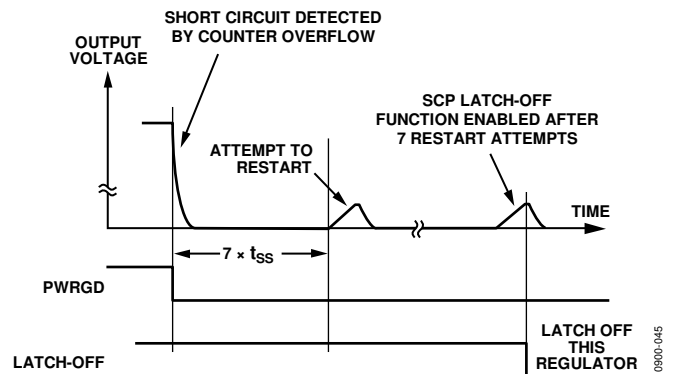 SHORT CIRCUIT DETECTED
BY COUNTER OVERFLOW
OUTPUT
VOLTAGE
SCP LATCH-OFF
FUNCTION ENABLED AFTER
7 RESTART ATTEMPTS
ATTEMPT TO
RESTART
TIME
7 × tSS
PWRGD
LATCH-OFF
LATCH OFF
THIS
REGULATOR
0900-045